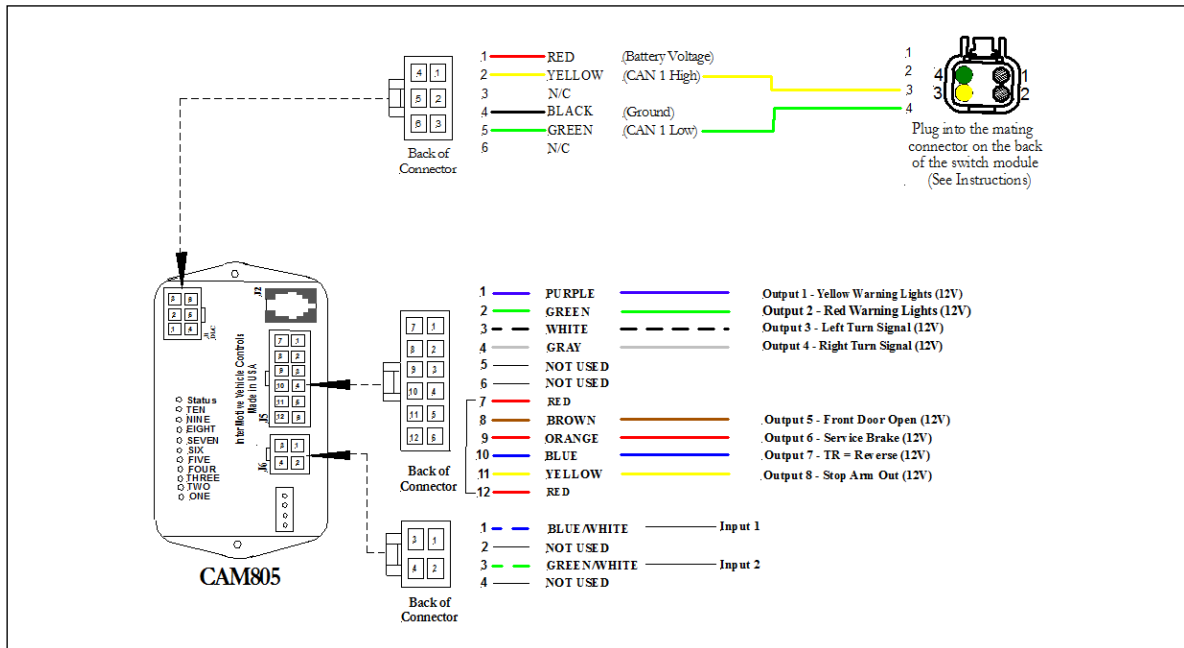 1 RED (Battery Voltage)
2 YELLOW (CAN 1 High)
3 N/C
4 BLACK (Ground)
5 GREEN (CAN 1 Low)
6 N/C
4 1
5 2
6 3
Back of
Connector
1
2
3
4
4 1
3 2
Plug into the mating
connector on the back
of the switch module
(See Instructions)
J2
DLC
InterMotive Vehicle Controls
Made in USA
J5
J6
7 1
8 2
9 3
10 4
11 5
12 6
3 1
4 2
Status
TEN
NINE
EIGHT
SEVEN
SIX
FIVE
FOUR
THREE
TWO
ONE
CAM805
7 1
8 2
9 3
10 4
11 5
12 6
Back of
Connector
1 PURPLE Output 1 - Yellow Warning Lights (12V)
2 GREEN Output 2 - Red Warning Lights (12V)
3 WHITE Output 3 - Left Turn Signal (12V)
4 GRAY Output 4 - Right Turn Signal (12V)
5 NOT USED
6 NOT USED
7 RED
8 BROWN Output 5 - Front Door Open (12V)
9 ORANGE Output 6 - Service Brake (12V)
10 BLUE Output 7 - TR = Reverse (12V)
11 YELLOW Output 8 - Stop Arm Out (12V)
12 RED
3 1
4 2
Back of
Connector
1 BLUE/WHITE Input 1
2 NOT USED
3 GREEN/WHITE Input 2
4 NOT USED